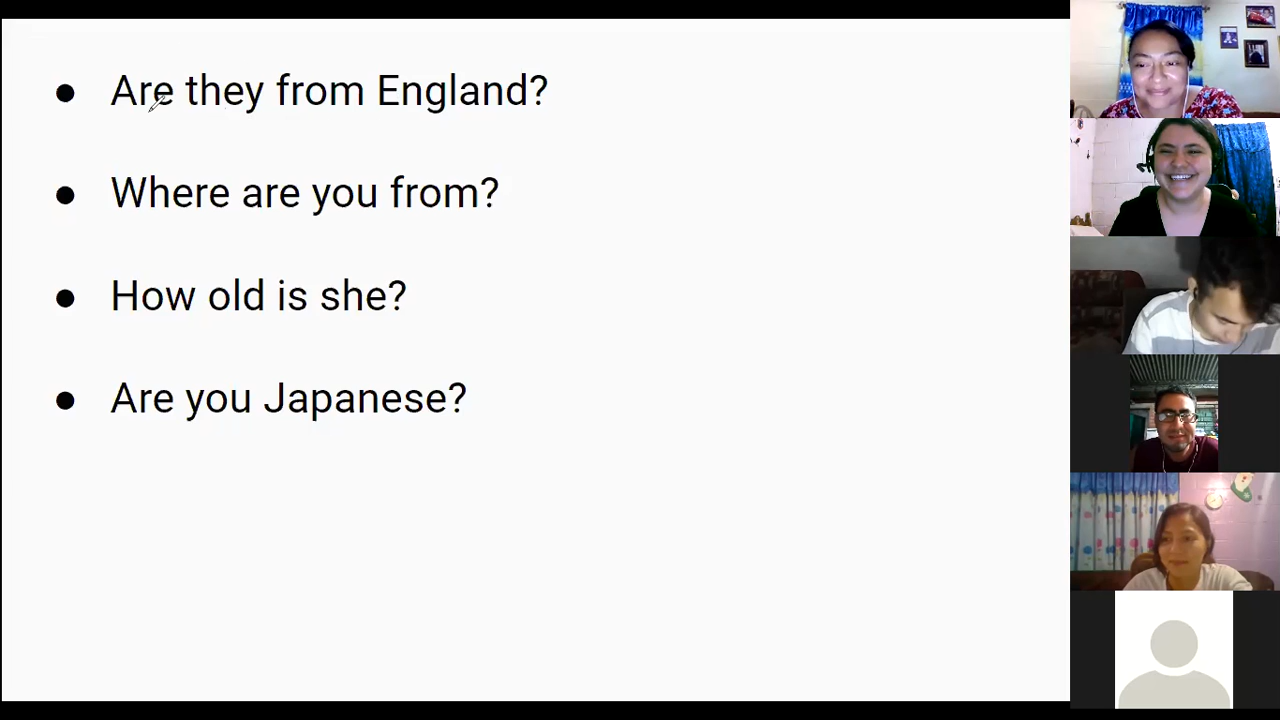 ● Are they from England?
● Where are you from?
● How old is she?
● Are you Japanese?